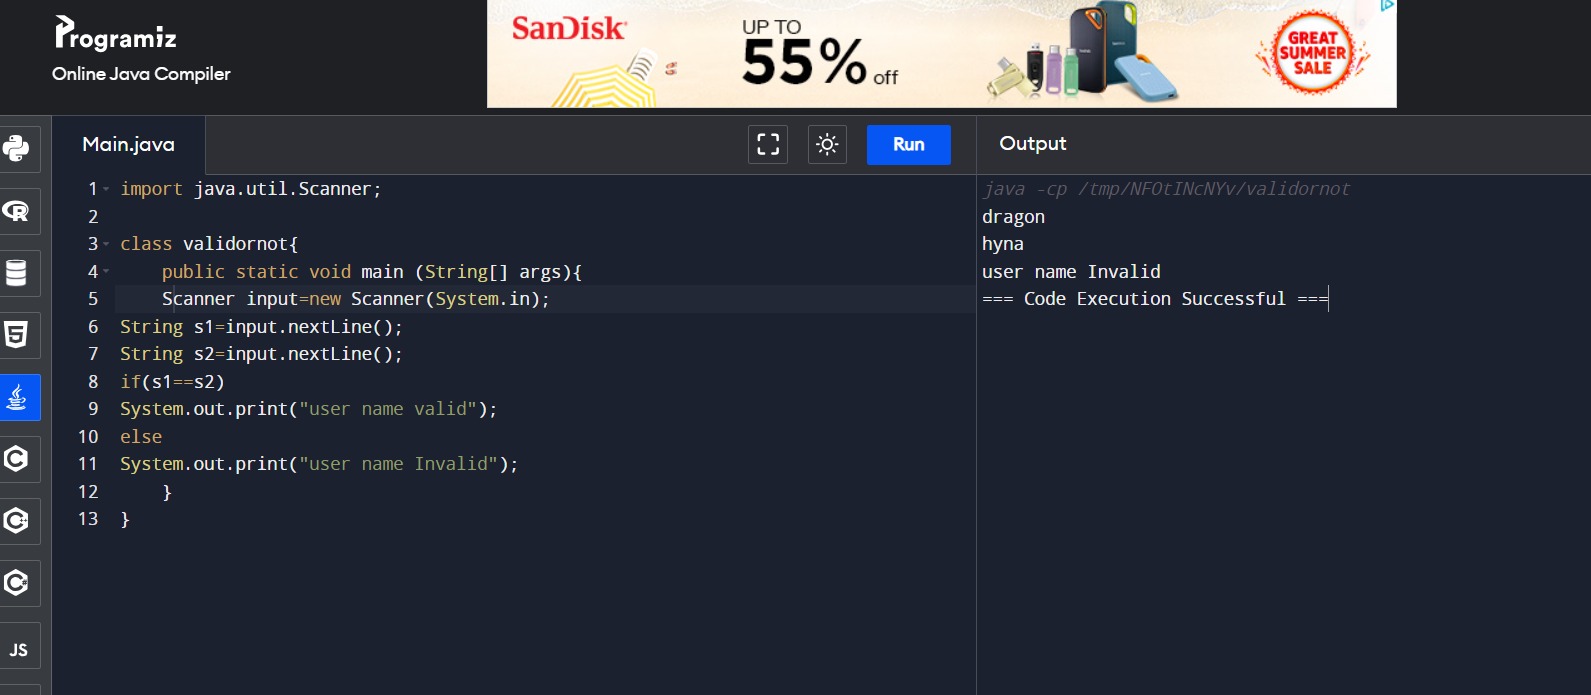 Programiz
Online Java Compiler
SanDisk
UP TO
55% off
GREAT
SUMMER
SALE
Main.java
Run
Output
1 import java.util.Scanner;
2
3 class validornot{
4     public static void main (String[] args){
5     Scanner input=new Scanner(System.in);
6 String s1=input.nextLine();
7 String s2=input.nextLine();
8 if(s1==s2)
9 System.out.print("user name valid");
10 else
11 System.out.print("user name Invalid");
12     }
13 }
java -cp /tmp/NFOtINcNYv/validornot
dragon
hyna
user name Invalid
=== Code Execution Successful ===
JS